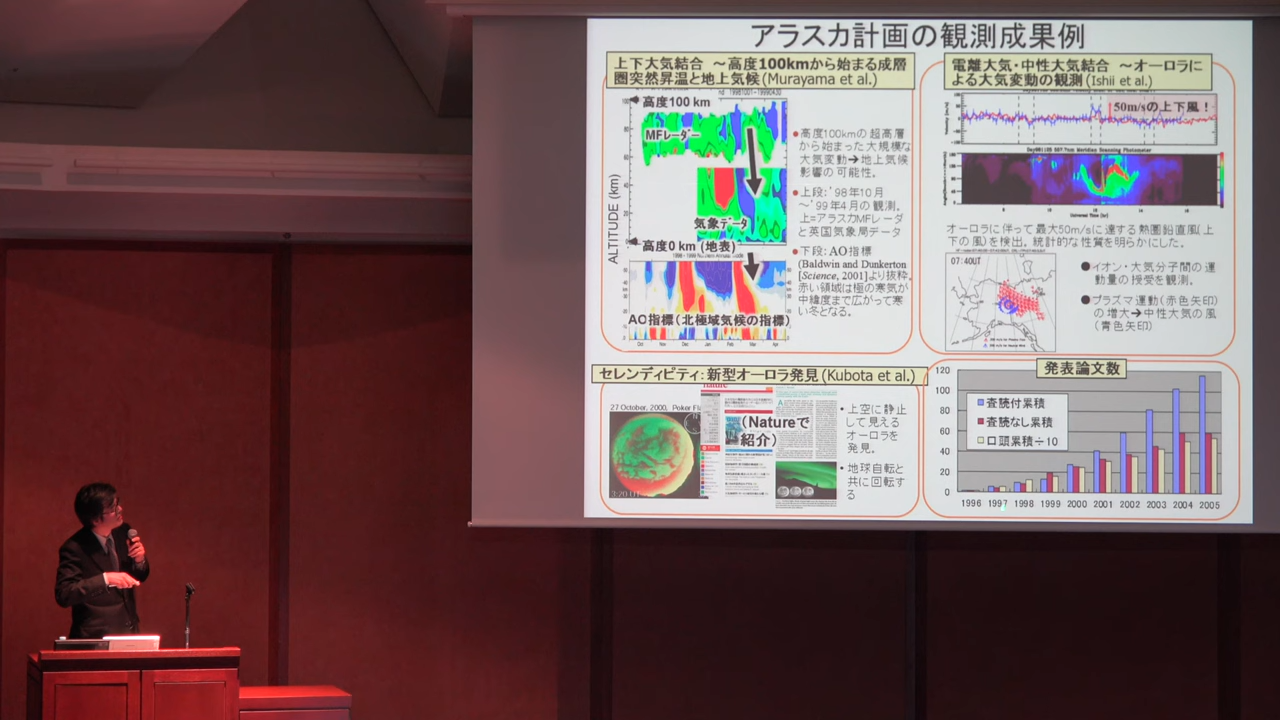 アラスカ計画の観測成果例
上下大気結合 ～高度100kmから始まる成層
圏突然昇温と地上気候(Murayama et al.)
19981001-19990430
高度100 km
MFレーダー
気象データ
高度0 km (地表)
ALTITUDE (km)
AO指標(北極域気候の指標)
Oct Nov Dec Jan Feb Mar Apr
●高度100kmの超高層
から始まった大規模な
大気変動➔地上気候
影響の可能性。
●上段:'98年10月
～'99年4月の観測。
上=アラスカMFレーダ
と英国気象局データ
●下段:AO指標
(Baldwin and Dunkerton
[Science, 2001]より抜粋。
赤い領域は極の寒気が
中緯度まで広がって寒
い冬となる。
電離大気・中性大気結合 ～オーロラに
よる大気変動の観測(Ishii et al.)
50m/sの上下風！
Meridian Scanning Photometer
Universal Time (hr)
オーロラに伴って最大50m/sに達する熱圏鉛直風(上
下の風)を検出。統計的な性質を明らかにした。
07:40UT
●イオン・大気分子間の運
動量の授受を観測。
●プラズマ運動(赤色矢印)
の増大➔中性大気の風
(青色矢印)
セレンディピティ:新型オーロラ発見(Kubota et al.)
27 October, 2000, Poker Fl
nature
(Natureで
紹介)
3:20 UT
• 上空に静止
して見える
オーロラを
発見。
• 地球自転と
共に回転す
る
発表論文数
120
100
80
60
40
20
0
査読付累積
査読なし累積
口頭累積÷10
1996 1997 1998 1999 2000 2001 2002 2003 2004 2005